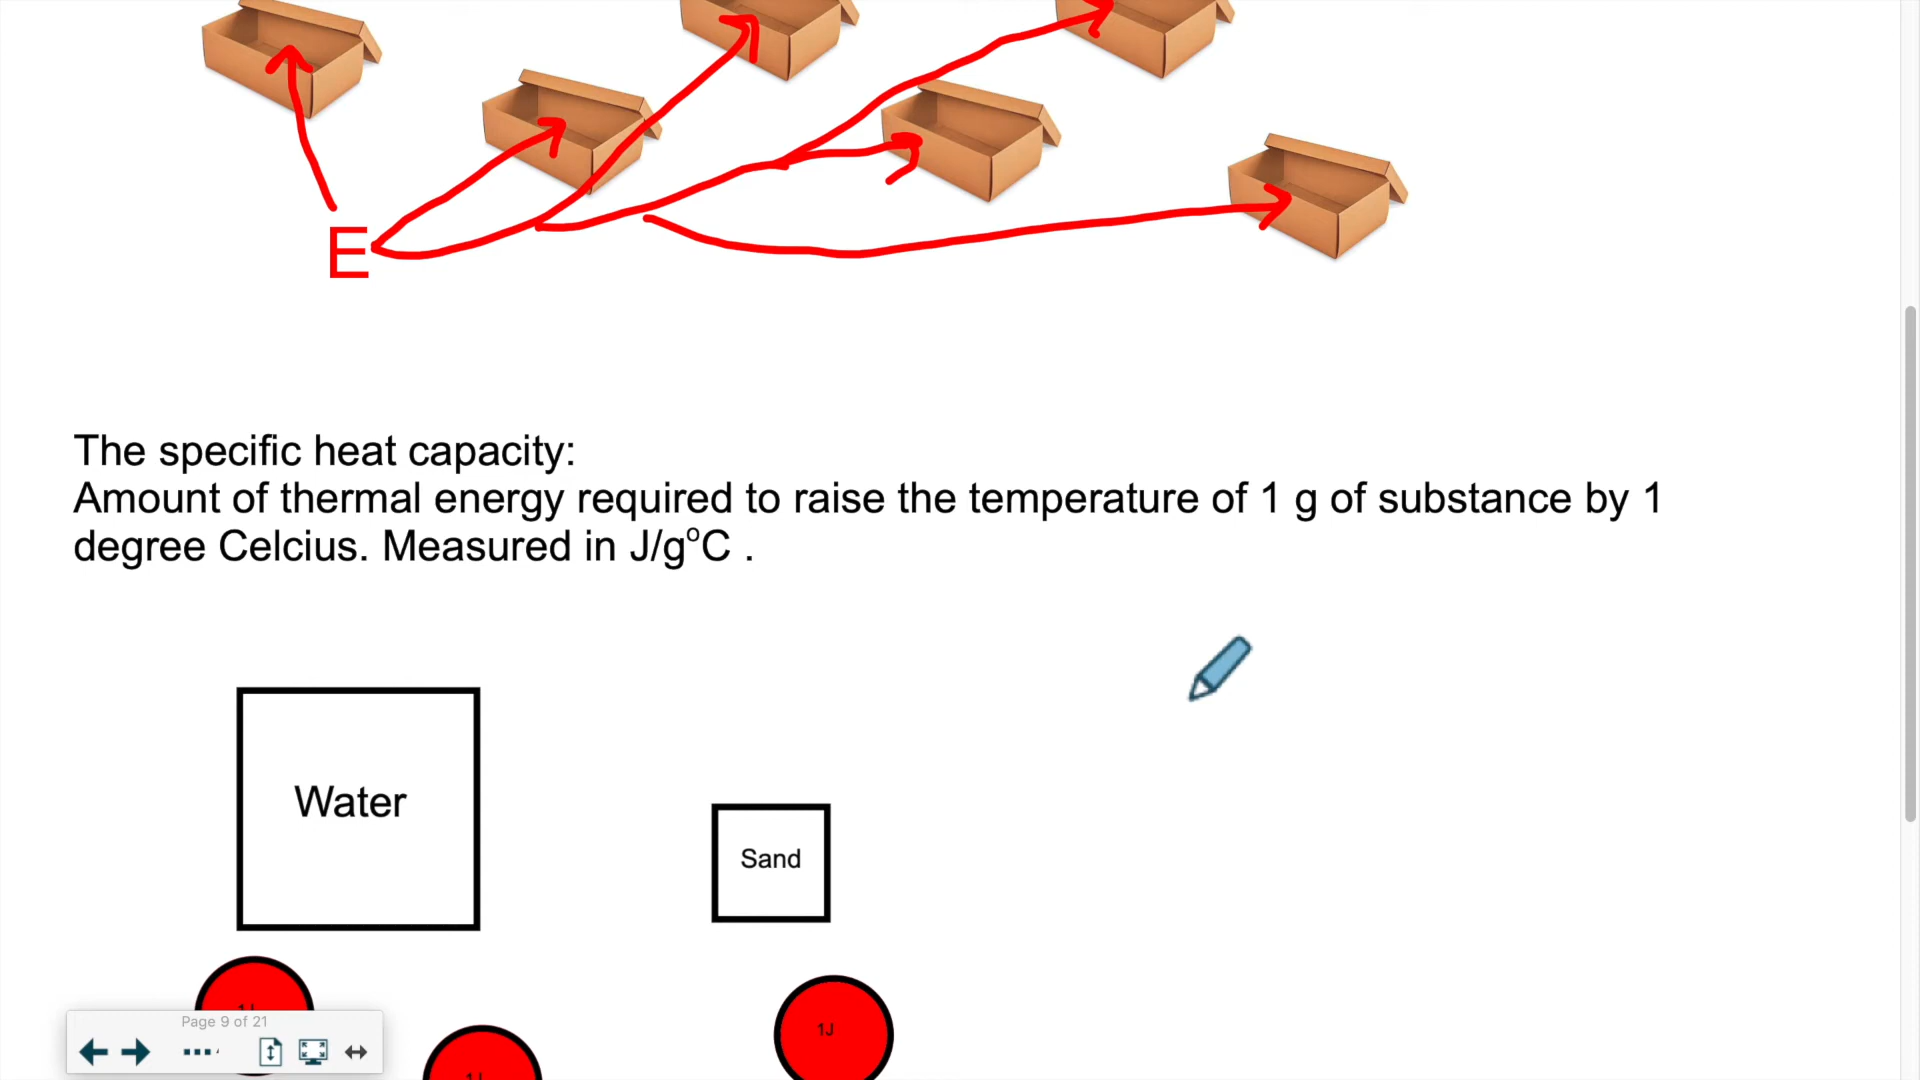 E
The specific heat capacity:
Amount of thermal energy required to raise the temperature of 1 g of substance by 1
degree Celcius. Measured in J/gºC .
Water
Sand
1J
Page 9 of 21